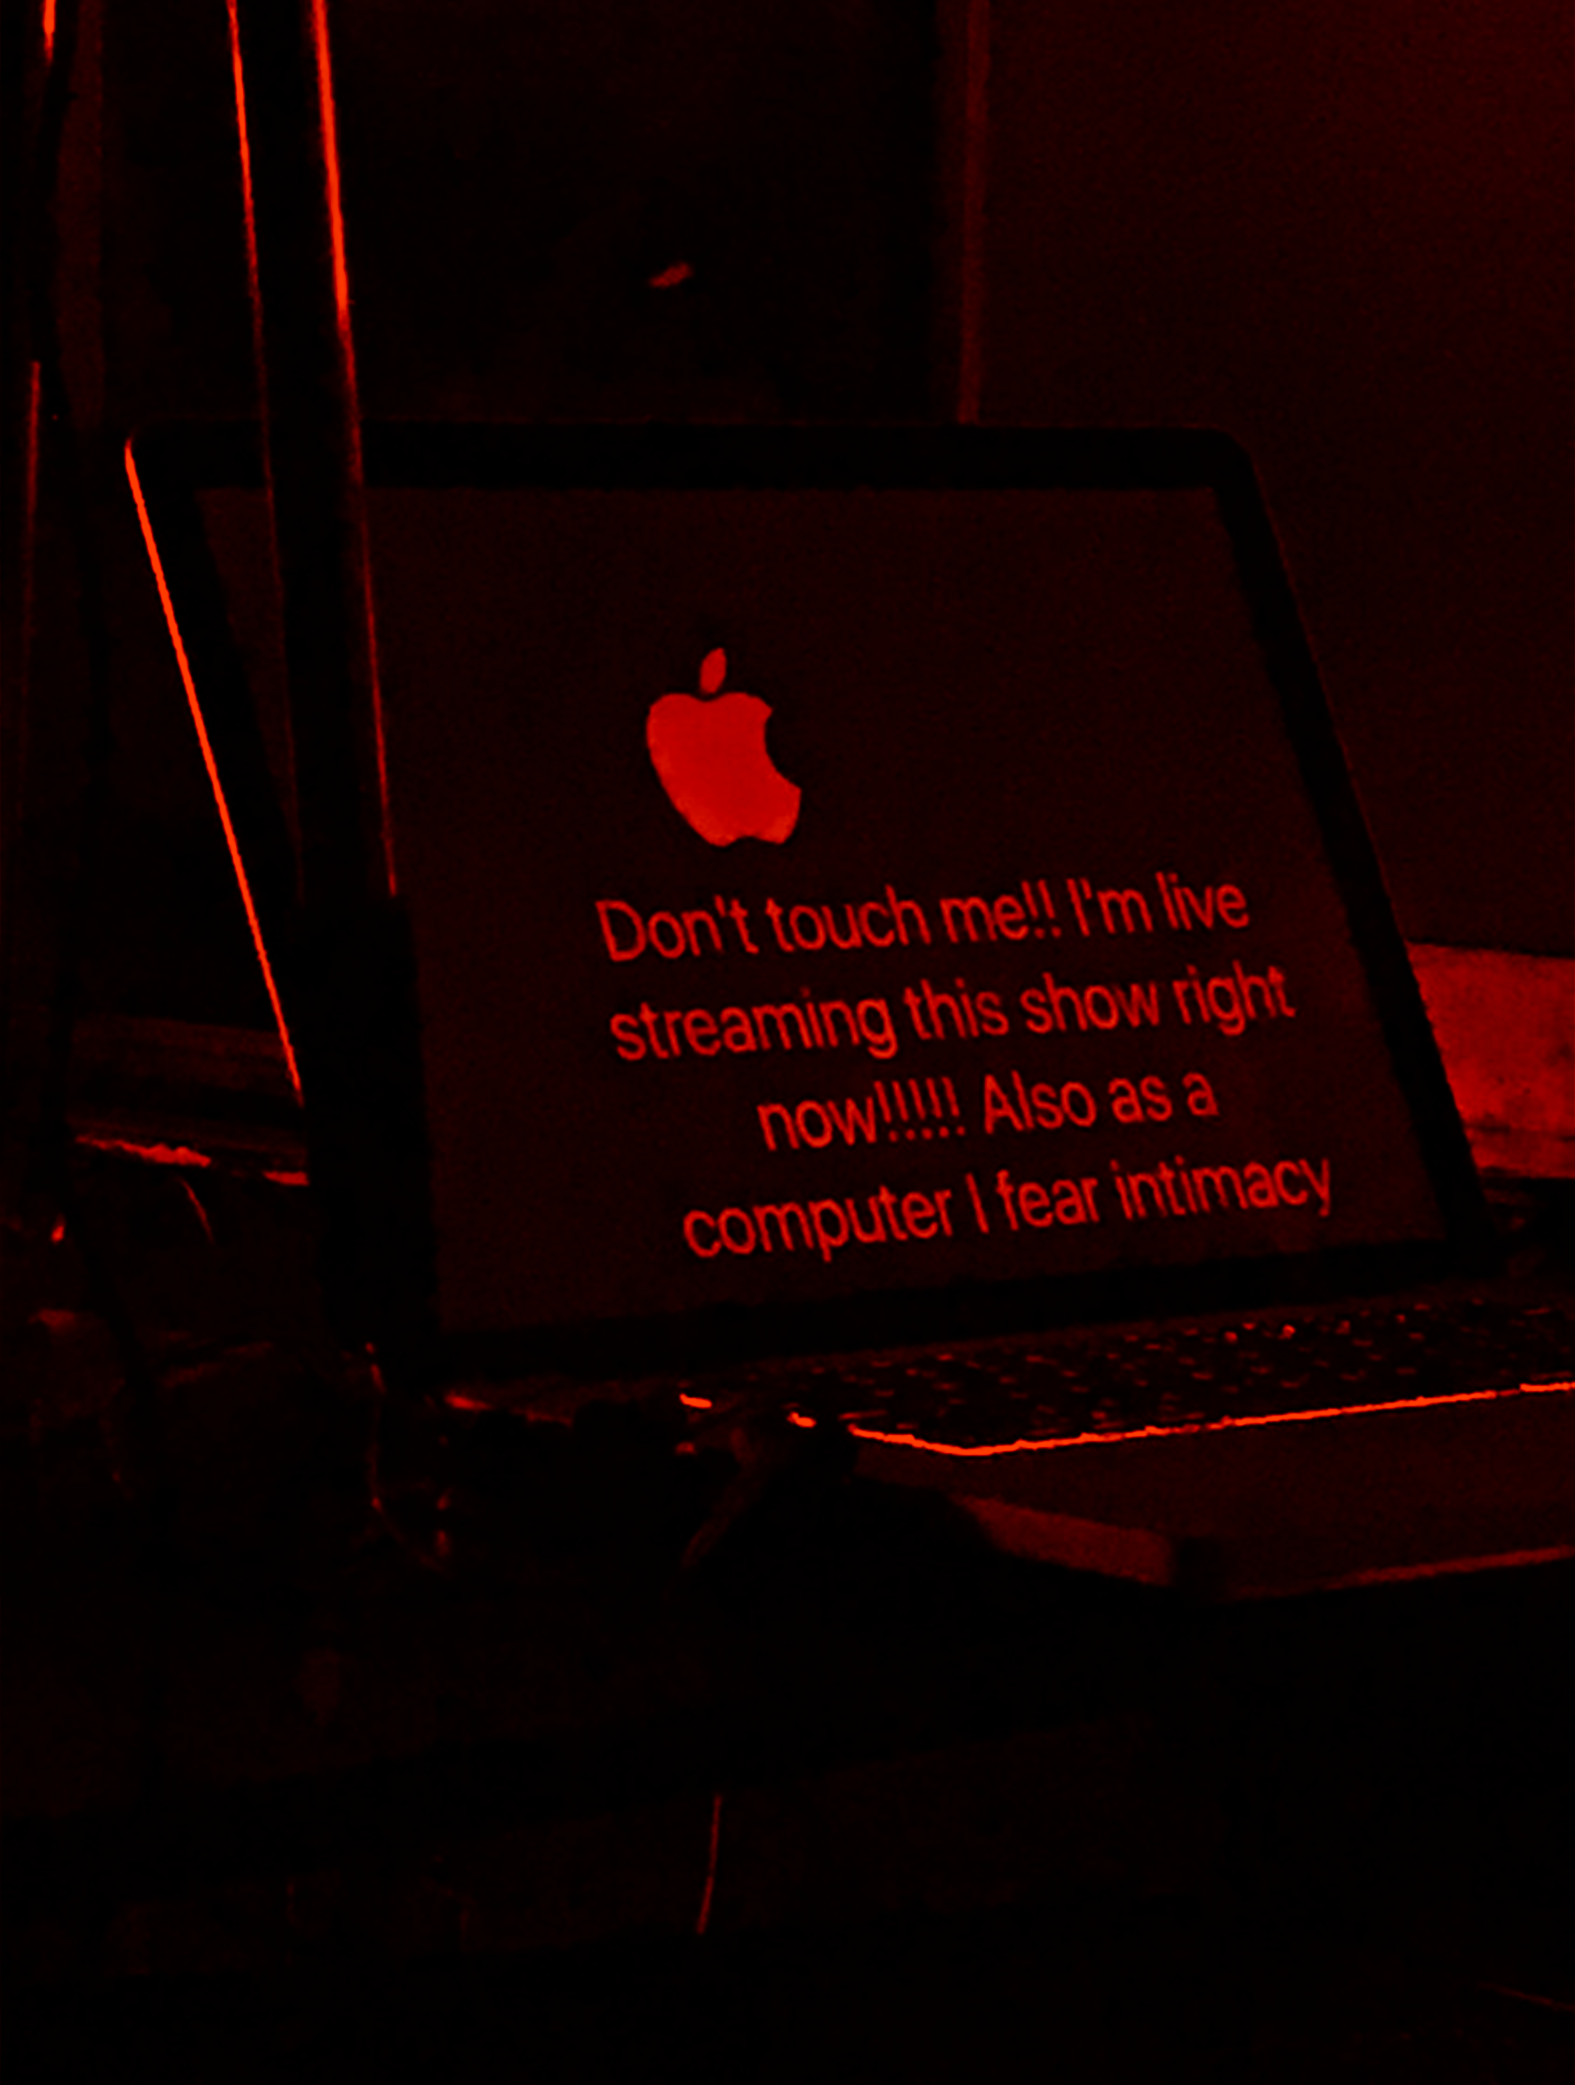 Don't touch me!! I'm live
streaming this show right
now!!!!! Also as a
computer I fear intimacy